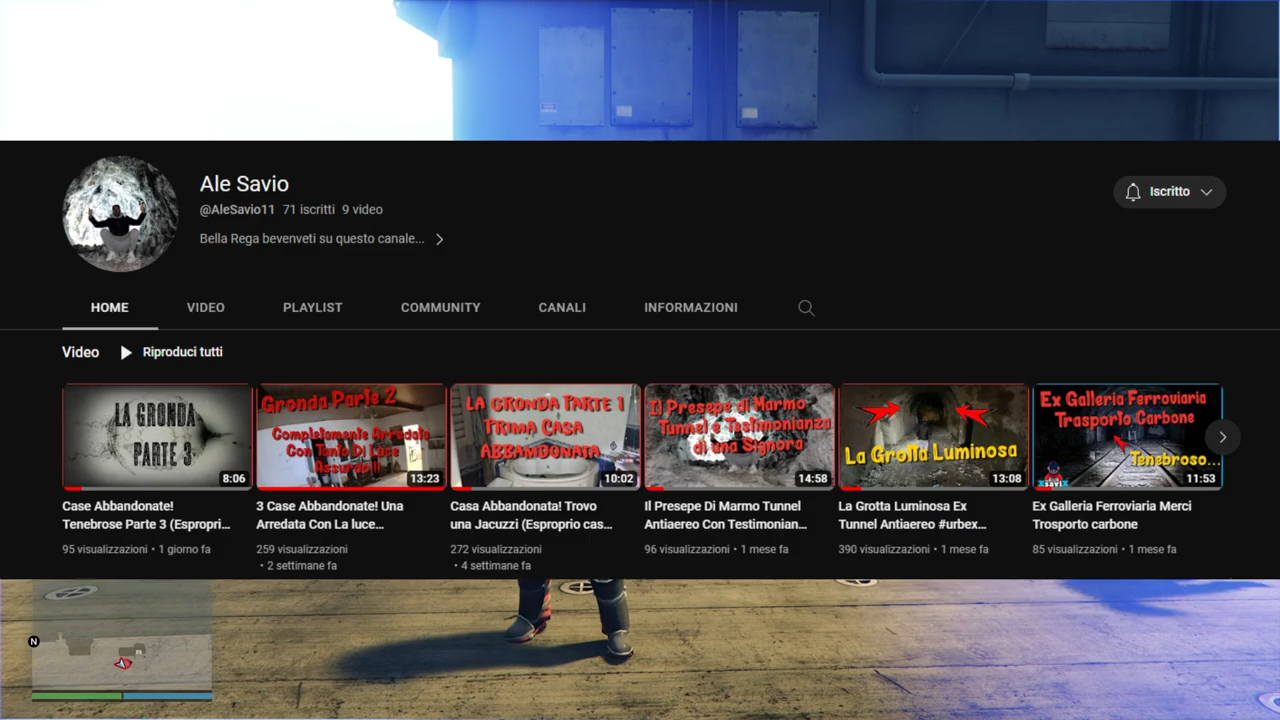 Ale Savio
@AleSavio11 71 iscritti 9 video
Bella Rega bevenveti su questo canale...
Iscritto
HOME VIDEO PLAYLIST COMMUNITY CANALI INFORMAZIONI
Video Riproduci tutti
LA GRONDA
PARTE 3
8:06
Gronda Parte 2
Completamente Arredata
Con Tanto Di Luce
Assurdo !!
13:23
LA GRONDA PARTE 1
PRIMA CASA
ABBANDONATA
10:02
Il Presepe di Marmo
Tunnel e Testimonianza
di una Signora
14:58
La Grotta Luminosa
13:08
Ex Galleria Ferroviaria
Trasporto Carbone
Tenebroso...
XsaviX
11:53
Case Abbandonate!
Tenebrose Parte 3 (Espropri...
95 visualizzazioni • 1 giorno fa
3 Case Abbandonate! Una
Arredata Con La luce...
259 visualizzazioni
• 2 settimane fa
Casa Abbandonata! Trovo
una Jacuzzi (Esproprio cas...
272 visualizzazioni
• 4 settimane fa
Il Presepe Di Marmo Tunnel
Antiaereo Con Testimonian...
96 visualizzazioni • 1 mese fa
La Grotta Luminosa Ex
Tunnel Antiaereo #urbex...
390 visualizzazioni • 1 mese fa
Ex Galleria Ferroviaria Merci
Trosporto carbone
85 visualizzazioni • 1 mese fa
N